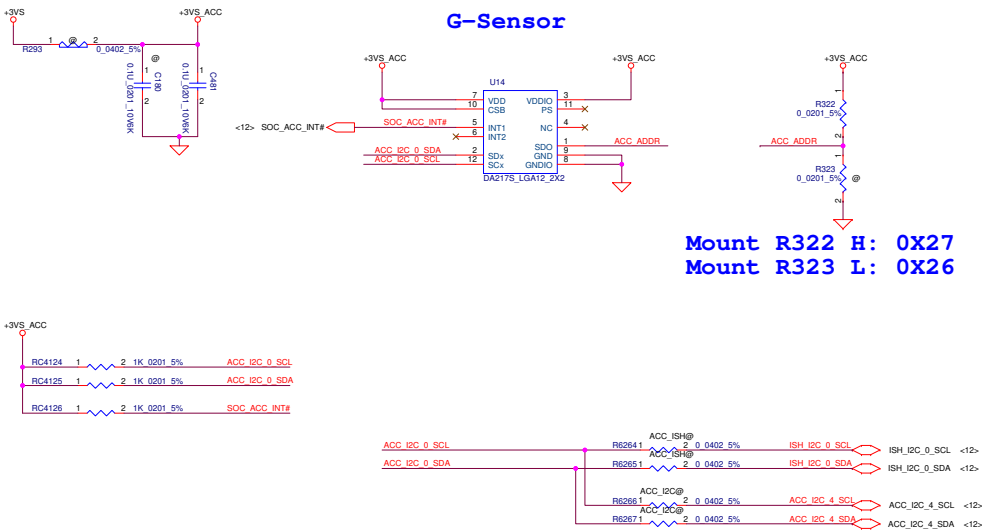 G-Sensor
+3VS
+3VS_ACC
R293
1
@
2
0_0402_5%
@
1
C180
2
0.1U_0201_10V6K
1
C481
2
0.1U_0201_10V6K
+3VS_ACC
+3VS_ACC
+3VS_ACC
U14
7 VDD VDDIO 3
10 CSB PS 11
<12> SOC_ACC_INT# SOC_ACC_INT# 5 INT1 NC 4
6 INT2
SDO 1 ACC_ADDR
ACC_I2C_0_SDA 2 SDx GND 9
ACC_I2C_0_SCL 12 SCx GNDIO 8
DA217S_LGA12_2X2
1
R322
0_0201_5%
2
ACC_ADDR
1
R323
0_0201_5% @
2
Mount R322 H: 0X27
Mount R323 L: 0X26
+3VS_ACC
RC4124 1 2 1K_0201_5% ACC_I2C_0_SCL
RC4125 1 2 1K_0201_5% ACC_I2C_0_SDA
RC4126 1 2 1K_0201_5% SOC_ACC_INT#
ACC_ISH@
ACC_I2C_0_SCL R6264 1 2 0_0402_5% ISH_I2C_0_SCL ISH_I2C_0_SCL <12>
ACC_ISH@
ACC_I2C_0_SDA R6265 1 2 0_0402_5% ISH_I2C_0_SDA ISH_I2C_0_SDA <12>
ACC_I2C@
R6266 1 2 0_0402_5% ACC_I2C_4_SCL ACC_I2C_4_SCL <12>
ACC_I2C@
R6267 1 2 0_0402_5% ACC_I2C_4_SDA ACC_I2C_4_SDA <12>